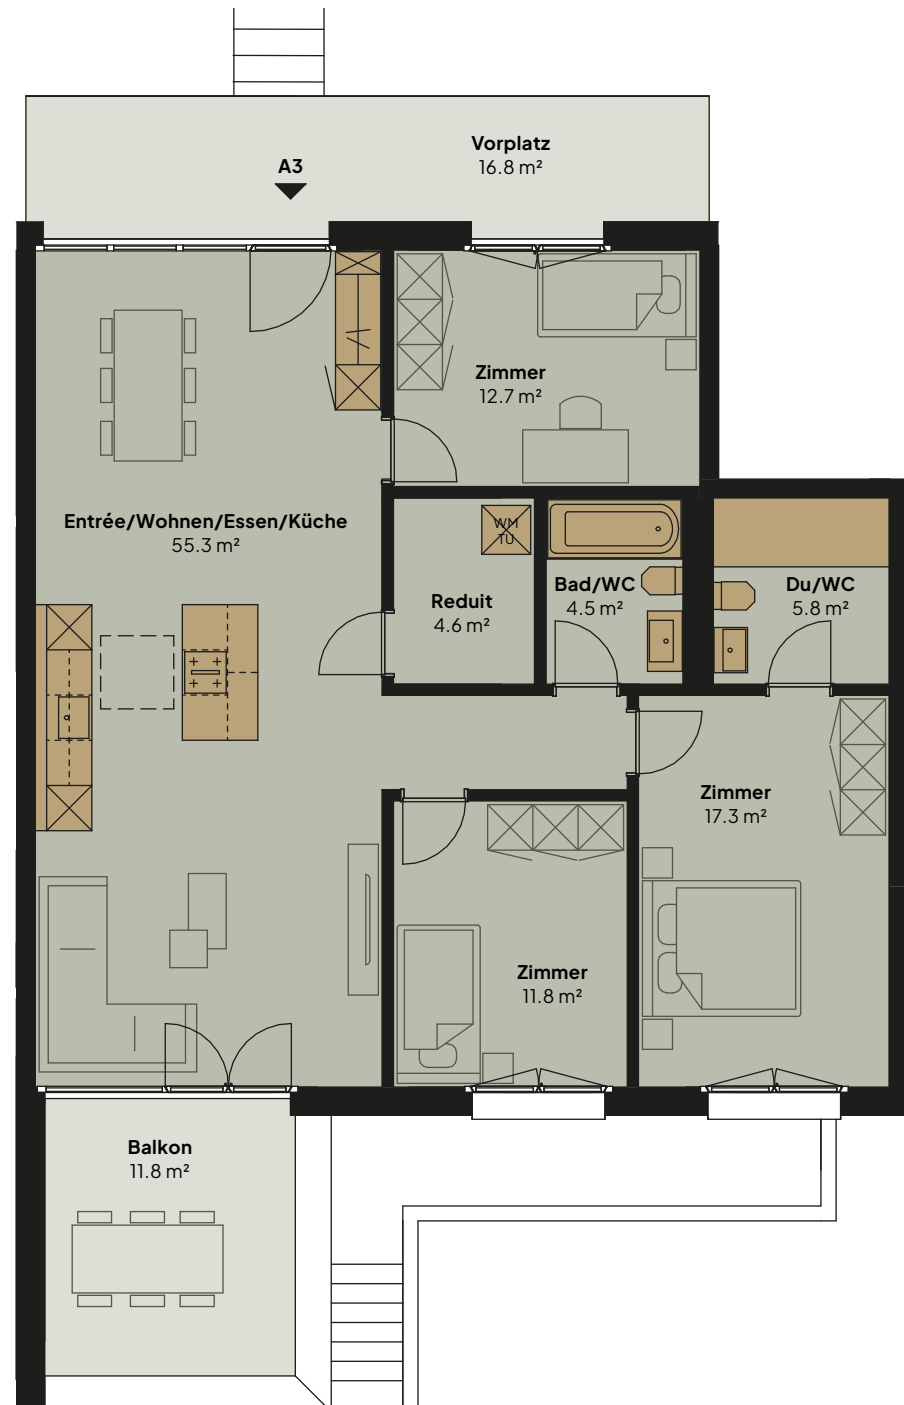 Vorplatz
16.8 m²
A3
Zimmer
12.7 m²
Entrée/Wohnen/Essen/Küche
55.3 m²
WM
TU
Reduit
4.6 m²
Bad/WC
4.5 m²
Du/WC
5.8 m²
Zimmer
17.3 m²
Zimmer
11.8 m²
Balkon
11.8 m²